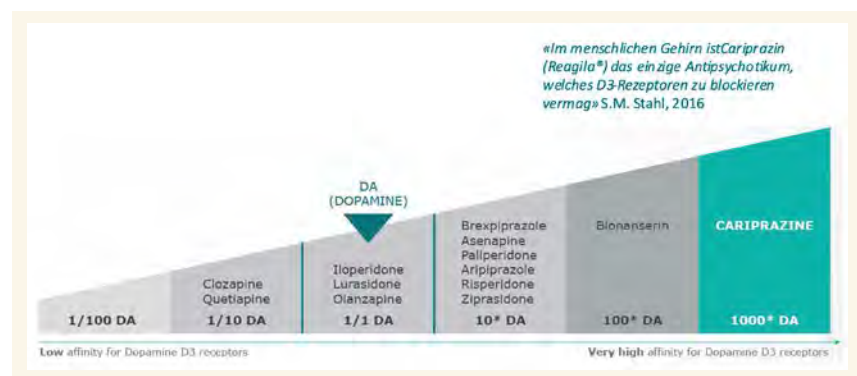 «Im menschlichen Gehirn istCariprazin
(Reagila®) das einzige Antipsychotikum,
welches D3-Rezeptoren zu blockieren
vermag» S.M. Stahl, 2016
DA
(DOPAMINE)
Clozapine
Quetiapine
Iloperidone
Lurasidone
Olanzapine
Brexpiprazole
Asenapine
Paliperidone
Aripiprazole
Risperidone
Ziprasidone
Blonanserin
CARIPRAZINE
1/100 DA
1/10 DA
1/1 DA
10* DA
100* DA
1000* DA
Low affinity for Dopamine D3 receptors
Very high affinity for Dopamine D3 receptors